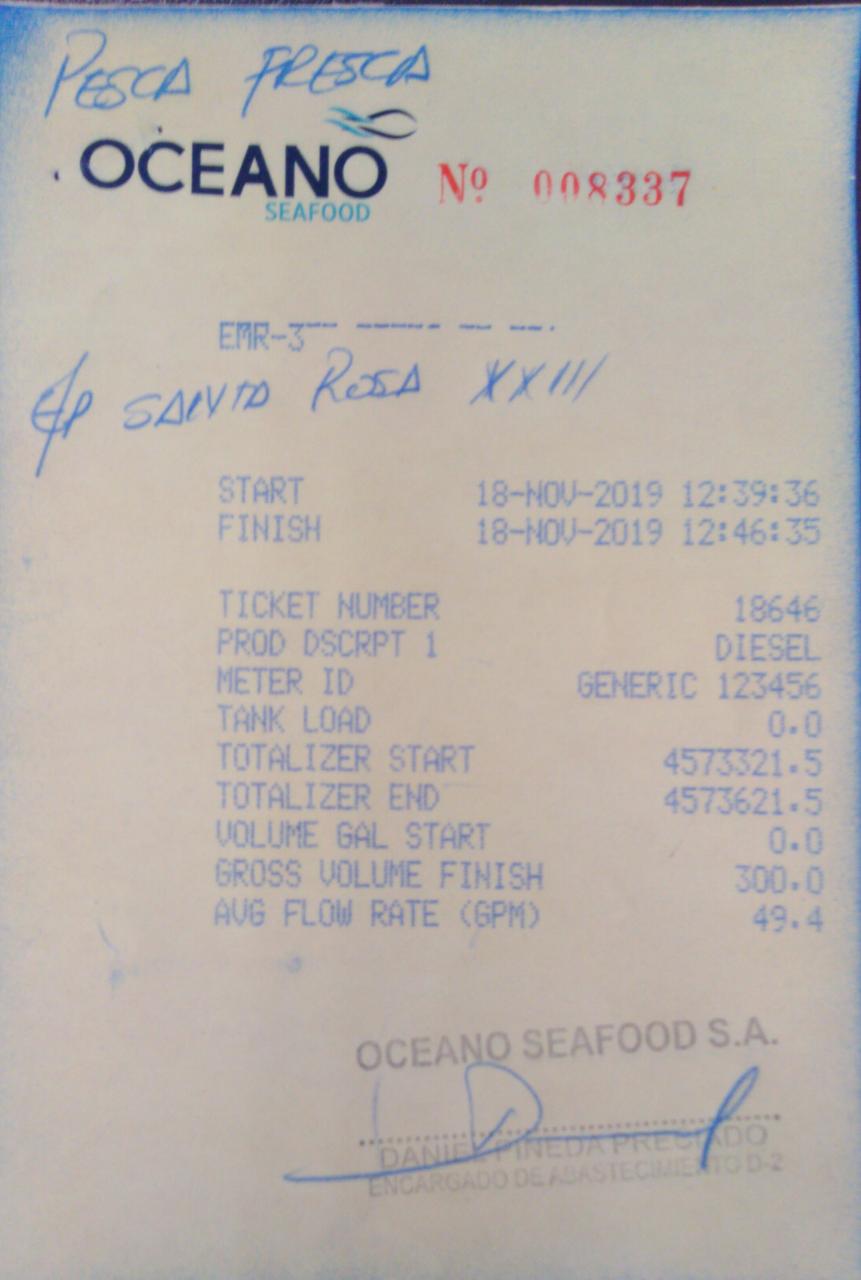 PESCA FRESCA
OCEANO
SEAFOOD
Nº 008337
EMR-3
E/P SANTA ROSA XXIII
START 18-NOV-2019 12:39:36
FINISH 18-NOV-2019 12:46:35
TICKET NUMBER 18646
PROD DSCRPT 1 DIESEL
METER ID GENERIC 123456
TANK LOAD 0.0
TOTALIZER START 4573321.5
TOTALIZER END 4573621.5
VOLUME GAL START 0.0
GROSS VOLUME FINISH 300.0
AVG FLOW RATE (GPM) 49.4
OCEANO SEAFOOD S.A.
DANIEL PINEDA PRECIADO
ENCARGADO DE ABASTECIMIENTO D-2